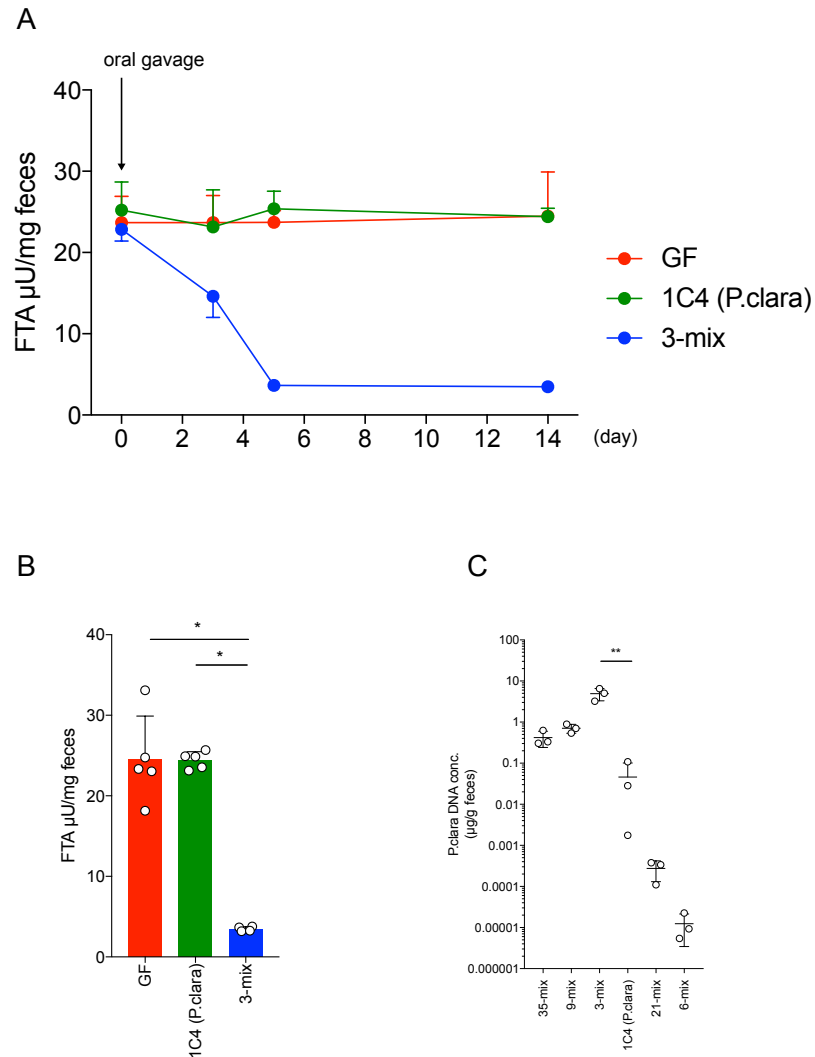 A
oral gavage
40
30
20
10
0
FTA µU/mg feces
0 2 4 6 8 10 12 14 (day)
GF
1C4 (P.clara)
3-mix
B
40
30
20
10
0
FTA µU/mg feces
*
*
GF
1C4 (P.clara)
3-mix
C
100
10
1
0.1
0.01
0.001
0.0001
0.00001
0.000001
P.clara DNA conc.
(µg/g feces)
**
35-mix
9-mix
3-mix
1C4 (P.clara)
21-mix
6-mix